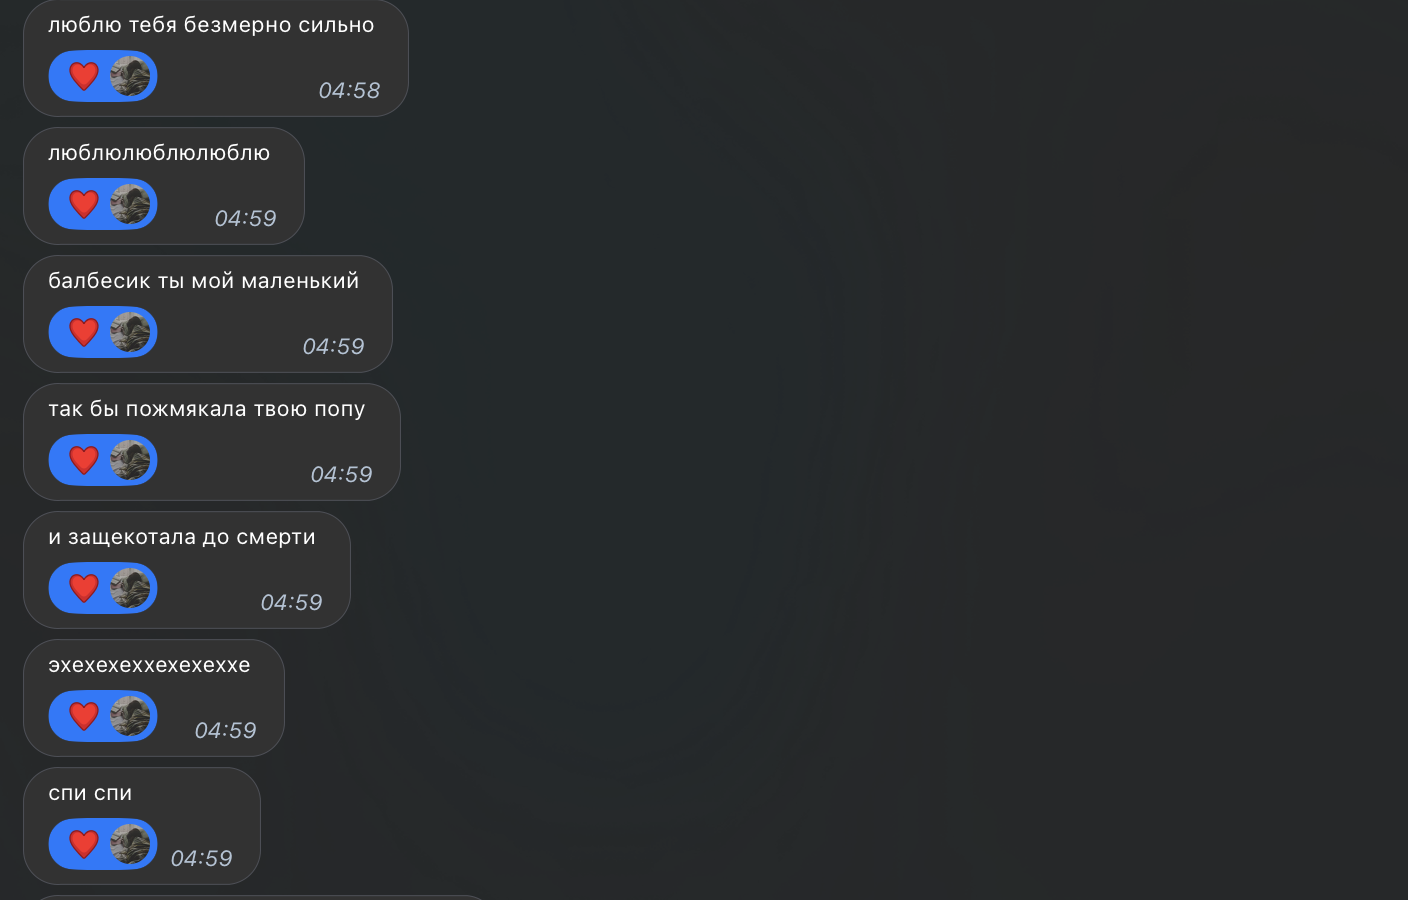 люблю тебя безмерно сильно
04:58
люблюлюблюлюблю
04:59
балбесик ты мой маленький
04:59
так бы пожмякала твою попу
04:59
и защекотала до смерти
04:59
эхехехеххехехеххе
04:59
спи спи
04:59